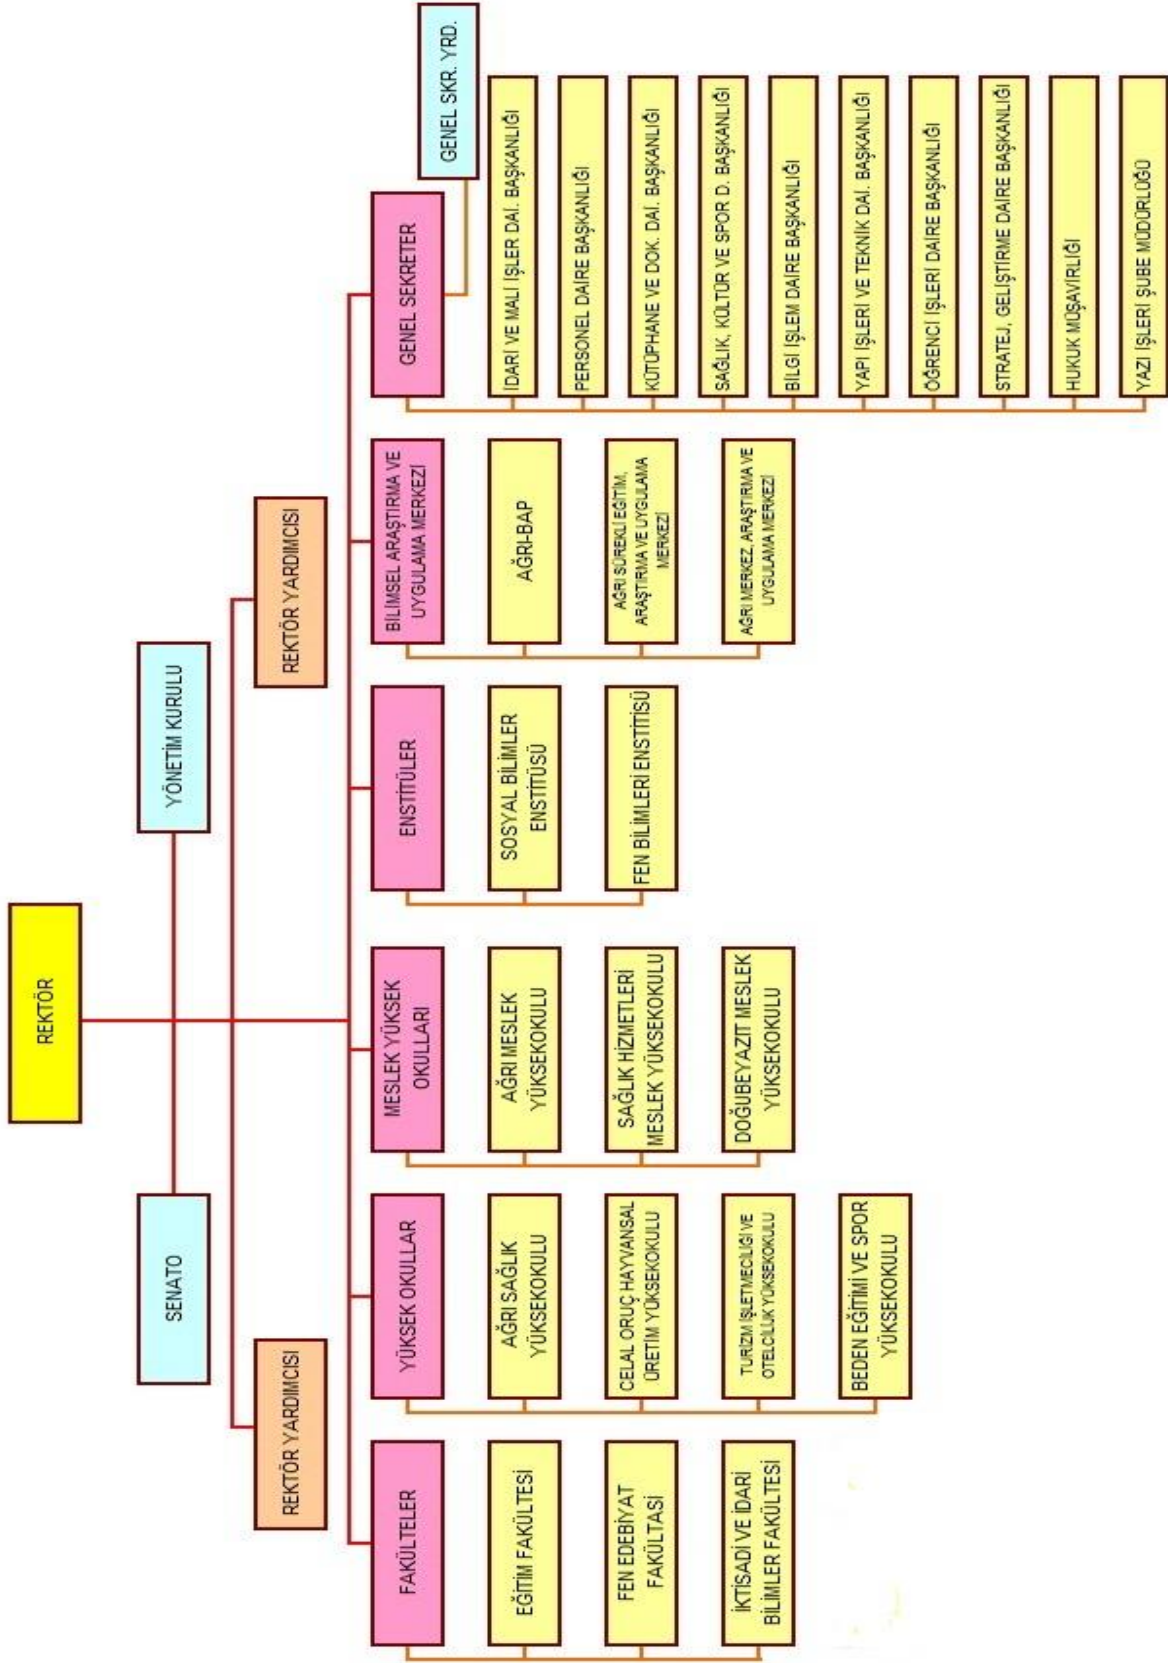 REKTÖR
SENATO
YÖNETİM KURULU
REKTÖR YARDIMCISI
REKTÖR YARDIMCISI
FAKÜLTELER
EĞİTİM FAKÜLTESİ
FEN EDEBİYAT
FAKÜLTASİ
İKTİSADİ VE İDARİ
BİLİMLER FAKÜLTESİ
YÜKSEK OKULLAR
AĞRI SAĞLIK
YÜKSEKOKULU
CELAL ORUÇ HAYVANSAL
ÜRETİM YÜKSEKOKULU
TURİZM İŞLETMECİLİĞİ VE
OTELCİLUK YÜKSEKOKULU
BEDEN EĞİTİMİ VE SPOR
YÜKSEKOKULU
MESLEK YÜKSEK
OKULLARI
AĞRI MESLEK
YÜKSEKOKULU
SAĞLIK HİZMETLERİ
MESLEK YÜKSEKOKULU
DOĞUBEYAZIT MESLEK
YÜKSEKOKULU
ENSTİTÜLER
SOSYAL BİLİMLER
ENSTİTÜSÜ
FEN BİLİMLERİ ENSTİTİSÜ
BİLİMSEL ARAŞTIRMA VE
UYGULAMA MERKEZİ
AĞRI-BAP
AĞRI SÜREKLİ EĞİTİM,
ARAŞTIRMA VE UYGULAMA
MERKEZİ
AĞRI MERKEZ, ARAŞTIRMA VE
UYGULAMA MERKEZİ
GENEL SEKRETER
GENEL SKR. YRD.
İDARİ VE MALİ İŞLER DAİ. BAŞKANLIĞI
PERSONEL DAİRE BAŞKANLIĞI
KÜTÜPHANE VE DOK. DAİ. BAŞKANLIĞI
SAĞLIK, KÜLTÜR VE SPOR D. BAŞKANLIĞI
BİLGİ İŞLEM DAİRE BAŞKANLIĞI
YAPI İŞLERİ VE TEKNİK DAİ. BAŞKANLIĞI
ÖĞRENCİ İŞLERİ DAİRE BAŞKANLIĞI
STRATEJ, GELİŞTİRME DAİRE BAŞKANLIĞI
HUKUK MÜŞAVİRLİĞİ
YAZI İŞLERİ ŞUBE MÜDÜRLÜĞÜ